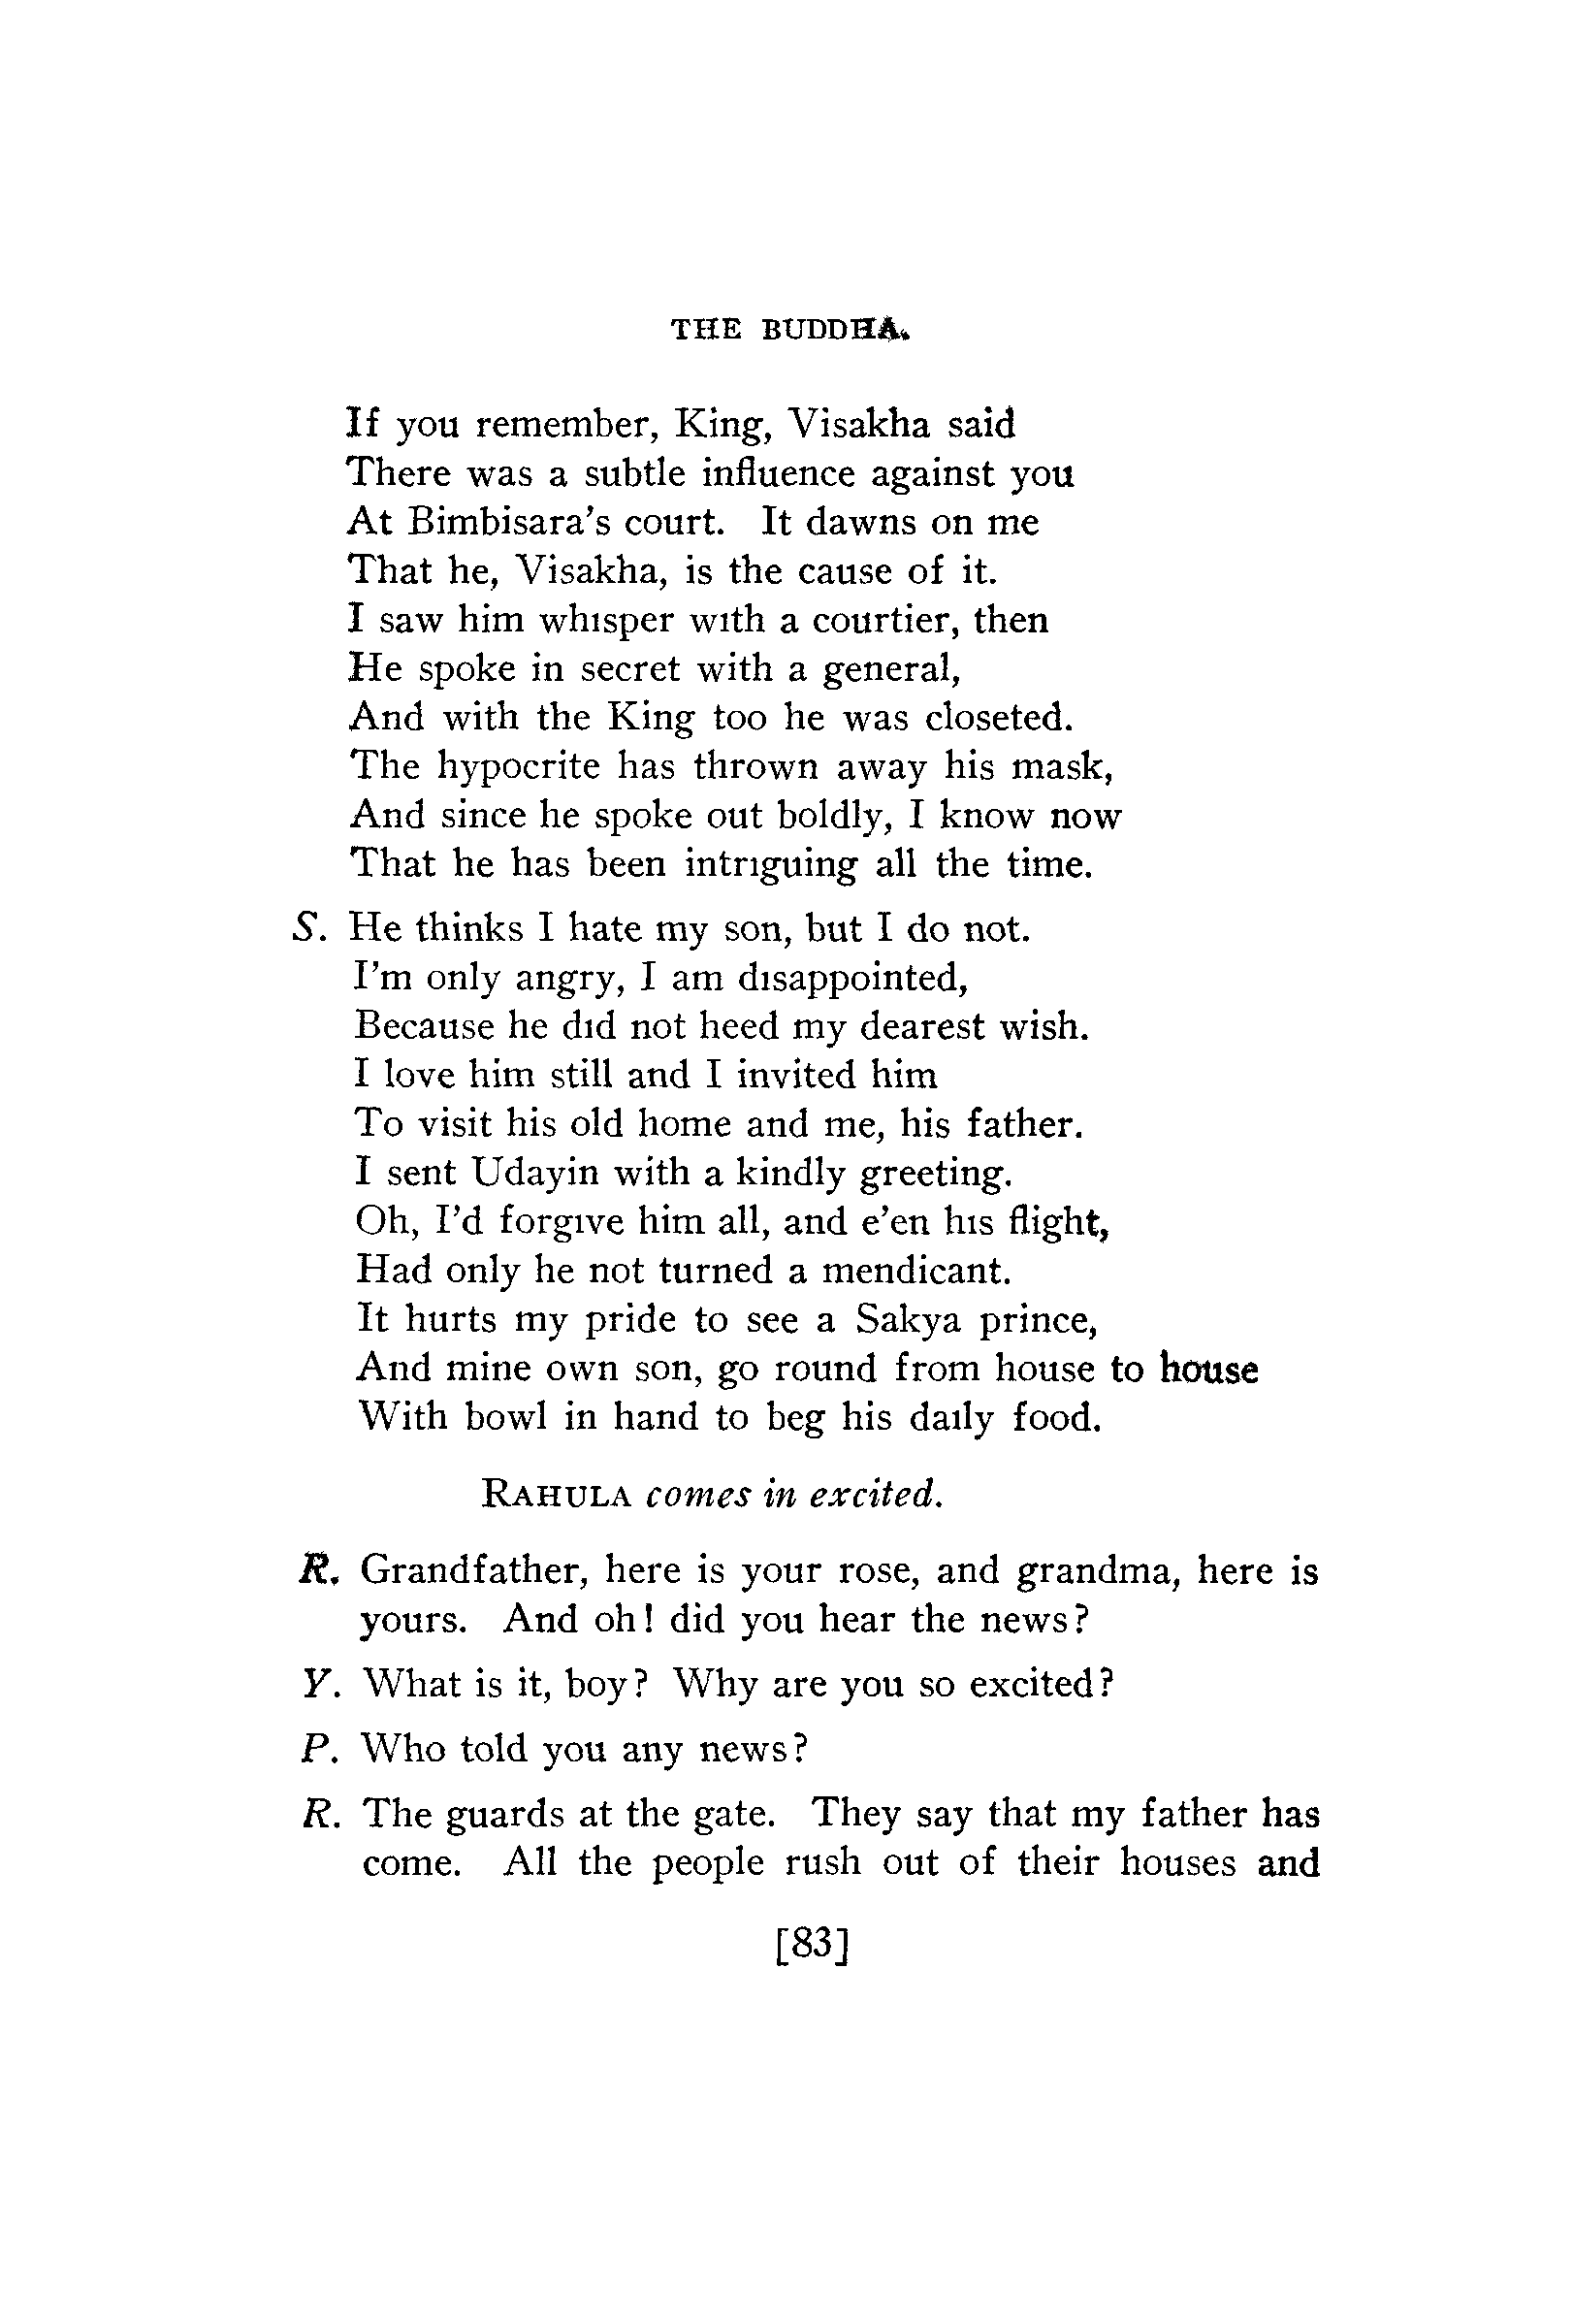 THE BUDDHA.
If you remember, King, Visakha said
There was a subtle influence against you
At Bimbisara's court. It dawns on me
That he, Visakha, is the cause of it.
I saw him whisper with a courtier, then
He spoke in secret with a general,
And with the King too he was closeted.
The hypocrite has thrown away his mask,
And since he spoke out boldly, I know now
That he has been intriguing all the time.
S. He thinks I hate my son, but I do not.
I'm only angry, I am disappointed,
Because he did not heed my dearest wish.
I love him still and I invited him
To visit his old home and me, his father.
I sent Udayin with a kindly greeting.
Oh, I'd forgive him all, and e'en his flight,
Had only he not turned a mendicant.
It hurts my pride to see a Sakya prince,
And mine own son, go round from house to house
With bowl in hand to beg his daily food.
RAHULA comes in excited.
R. Grandfather, here is your rose, and grandma, here is
yours. And oh! did you hear the news?
Y. What is it, boy? Why are you so excited?
P. Who told you any news?
R. The guards at the gate. They say that my father has
come. All the people rush out of their houses and
[83]